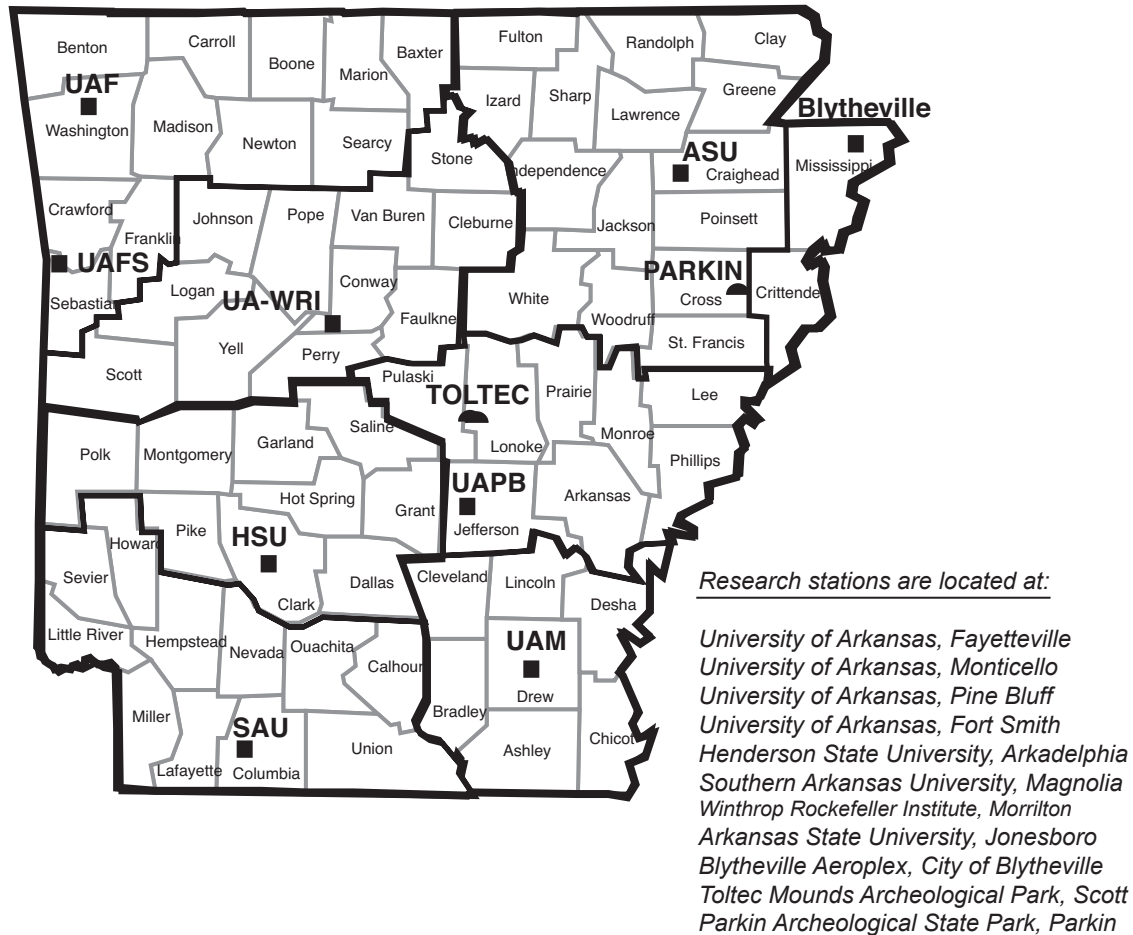 Benton
Carroll
Boone
Marion
Baxter
Fulton
Randolph
Clay
UAF
Washington
Madison
Newton
Searcy
Stone
Izard
Sharp
Lawrence
Greene
Blytheville
Independence
ASU
Craighead
Mississippi
Crawford
Franklin
Johnson
Pope
Van Buren
Cleburne
Jackson
Poinsett
UAFS
Sebastian
Logan
UA-WRI
Conway
Faulkner
White
Woodruff
PARKIN
Cross
Crittenden
Scott
Yell
Perry
Pulaski
TOLTEC
Prairie
St. Francis
Lee
Polk
Montgomery
Garland
Saline
Lonoke
Monroe
Phillips
Hot Spring
Grant
UAPB
Jefferson
Arkansas
Sevier
Howard
Pike
HSU
Clark
Dallas
Cleveland
Lincoln
Desha
Little River
Hempstead
Nevada
Ouachita
Calhoun
UAM
Drew
Miller
Lafayette
SAU
Columbia
Union
Bradley
Ashley
Chicot
Research stations are located at:
University of Arkansas, Fayetteville
University of Arkansas, Monticello
University of Arkansas, Pine Bluff
University of Arkansas, Fort Smith
Henderson State University, Arkadelphia
Southern Arkansas University, Magnolia
Winthrop Rockefeller Institute, Morrilton
Arkansas State University, Jonesboro
Blytheville Aeroplex, City of Blytheville
Toltec Mounds Archeological Park, Scott
Parkin Archeological State Park, Parkin